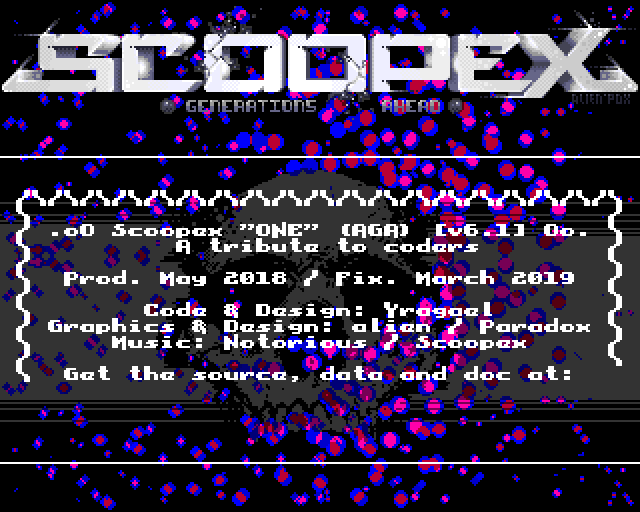 SCOOPEX
GENERATIONS AHEAD
ALIEN^PDX
.oO Scoopex "ONE" (AGA) [v6.1] Oo.
A tribute to coders
Prod. May 2018 / Fix. March 2019
Code & Design: Yragael
Graphics & Design: alien / Paradox
Music: Notorious / Scoopex
Get the source, data and doc at: